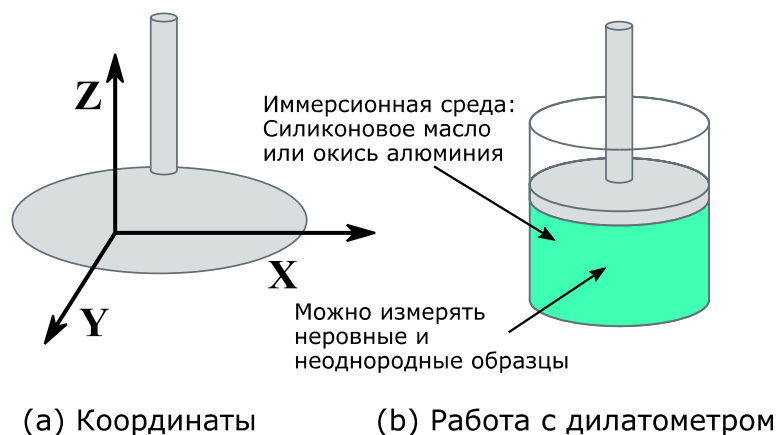 Z
X
Y
Иммерсионная среда:
Силиконовое масло
или окись алюминия
Можно измерять
неровные и
неоднородные образцы
(a) Координаты
(b) Работа с дилатометром